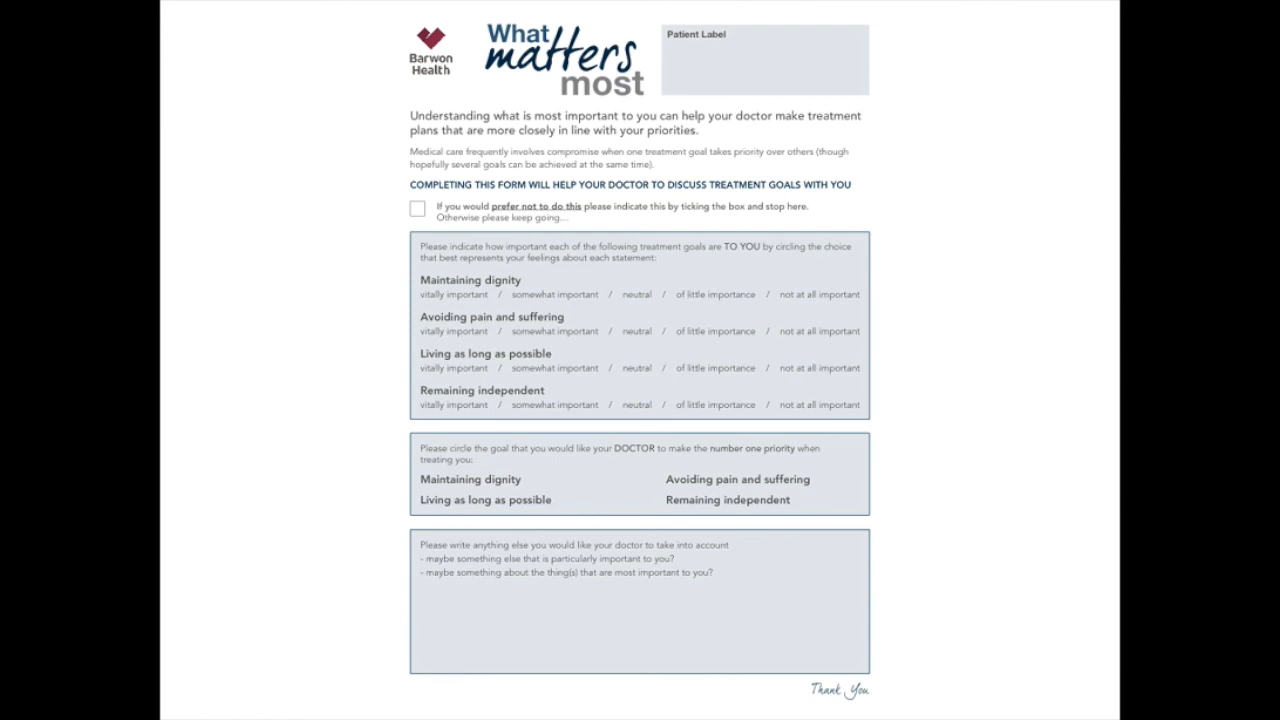 Barwon
Health
What
matters
most
Patient Label
Understanding what is most important to you can help your doctor make treatment
plans that are more closely in line with your priorities.
Medical care frequently involves compromise when one treatment goal takes priority over others (though
hopefully several goals can be achieved at the same time).
COMPLETING THIS FORM WILL HELP YOUR DOCTOR TO DISCUSS TREATMENT GOALS WITH YOU
If you would prefer not to do this please indicate this by ticking the box and stop here.
Otherwise please keep going...
Please indicate how important each of the following treatment goals are TO YOU by circling the choice
that best represents your feelings about each statement:
Maintaining dignity
vitally important / somewhat important / neutral / of little importance / not at all important
Avoiding pain and suffering
vitally important / somewhat important / neutral / of little importance / not at all important
Living as long as possible
vitally important / somewhat important / neutral / of little importance / not at all important
Remaining independent
vitally important / somewhat important / neutral / of little importance / not at all important
Please circle the goal that you would like your DOCTOR to make the number one priority when
treating you:
Maintaining dignity Avoiding pain and suffering
Living as long as possible Remaining independent
Please write anything else you would like your doctor to take into account
- maybe something else that is particularly important to you?
- maybe something about the thing(s) that are most important to you?
Thank You